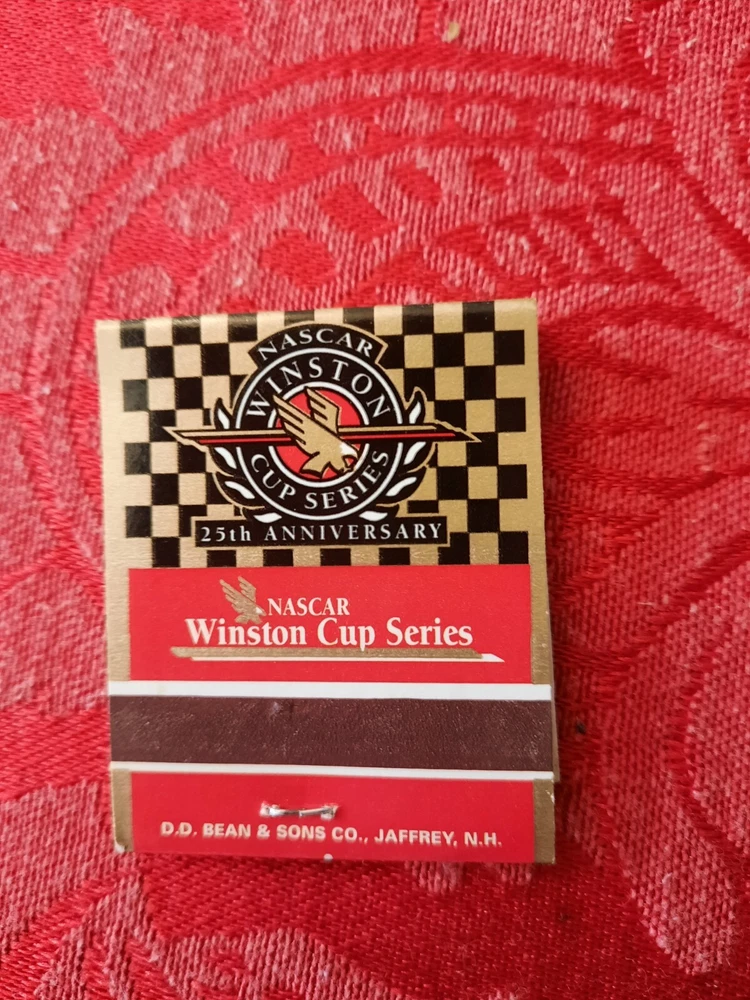 NASCAR
WINSTON
CUP SERIES
25th ANNIVERSARY
NASCAR
Winston Cup Series
D.D. BEAN & SONS CO., JAFFREY, N.H.